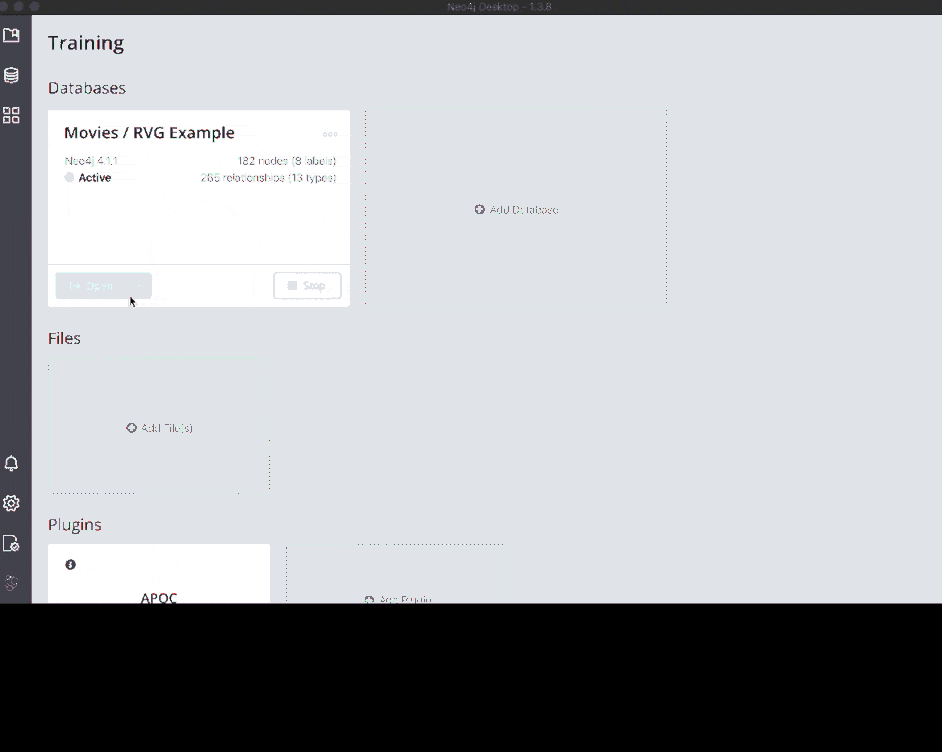 Neo4j Desktop - 1.3.8
Training
Databases
Movies / RVG Example
Neo4j 4.1.1
182 nodes (8 labels)
Active
265 relationships (13 types)
Open
Stop
Add Database
Files
Add File(s)
Plugins
APOC
Add Plugin